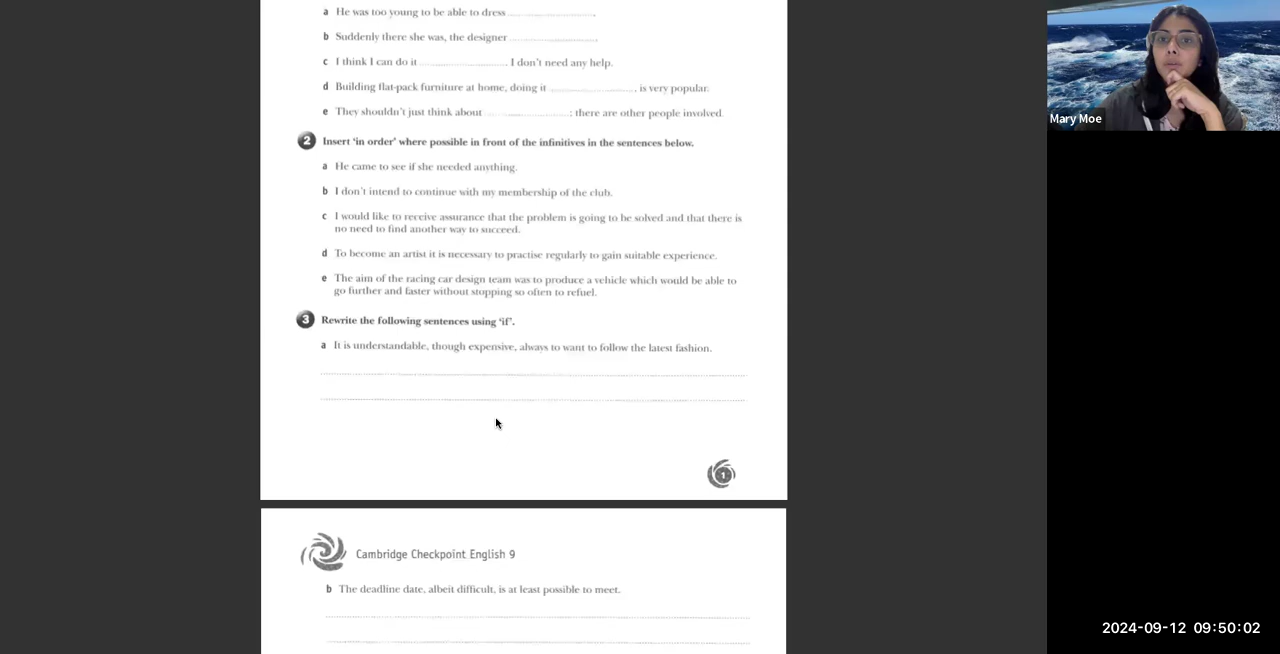 a He was too young to be able to dress ..............................
b Suddenly there she was, the designer ..............................
c I think I can do it .............................. . I don't need any help.
d Building flat-pack furniture at home, doing it .............................. , is very popular.
e They shouldn't just think about .............................. ; there are other people involved.
2 Insert 'in order' where possible in front of the infinitives in the sentences below.
a He came to see if she needed anything.
b I don't intend to continue with my membership of the club.
c I would like to receive assurance that the problem is going to be solved and that there is
no need to find another way to succeed.
d To become an artist it is necessary to practise regularly to gain suitable experience.
e The aim of the racing car design team was to produce a vehicle which would be able to
go further and faster without stopping so often to refuel.
3 Rewrite the following sentences using 'if'.
a It is understandable, though expensive, always to want to follow the latest fashion.
1
Cambridge Checkpoint English 9
b The deadline date, albeit difficult, is at least possible to meet.
Mary Moe
2024-09-12 09:50:02